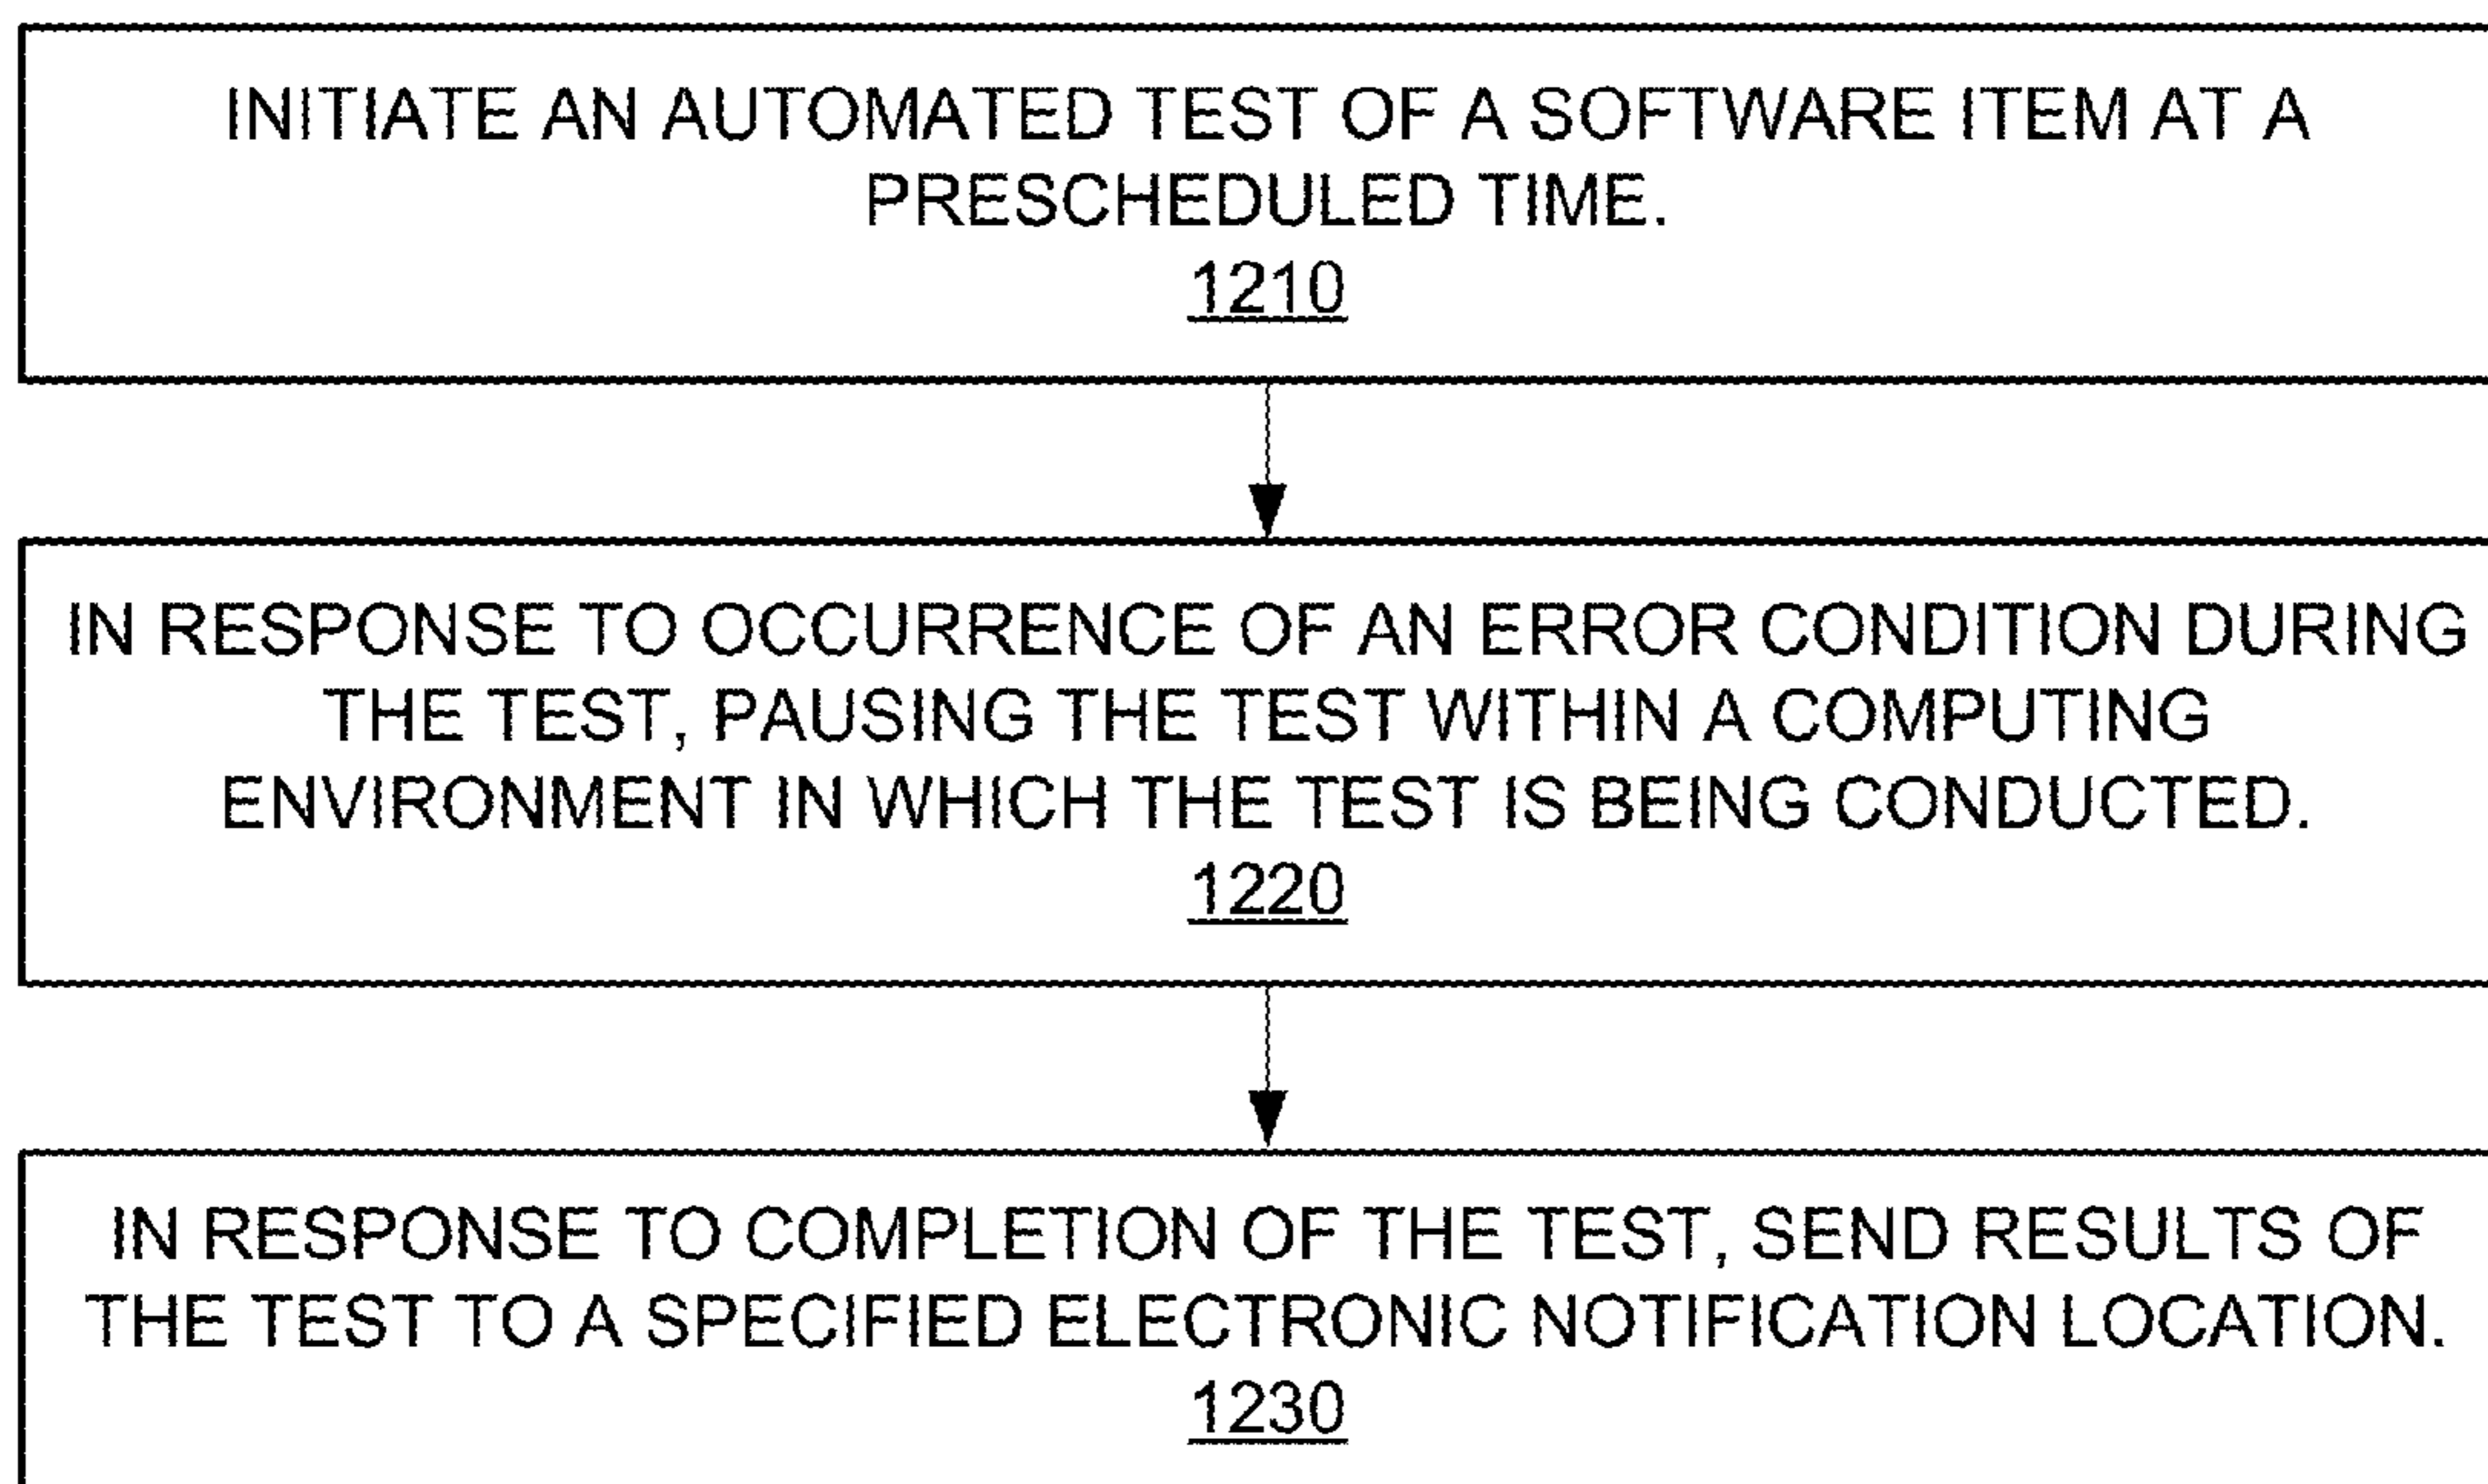 INITIATE AN AUTOMATED TEST OF A SOFTWARE ITEM AT A
PRESCHEDULED TIME.
1210
IN RESPONSE TO OCCURRENCE OF AN ERROR CONDITION DURING
THE TEST, PAUSING THE TEST WITHIN A COMPUTING
ENVIRONMENT IN WHICH THE TEST IS BEING CONDUCTED.
1220
IN RESPONSE TO COMPLETION OF THE TEST, SEND RESULTS OF
THE TEST TO A SPECIFIED ELECTRONIC NOTIFICATION LOCATION.
1230